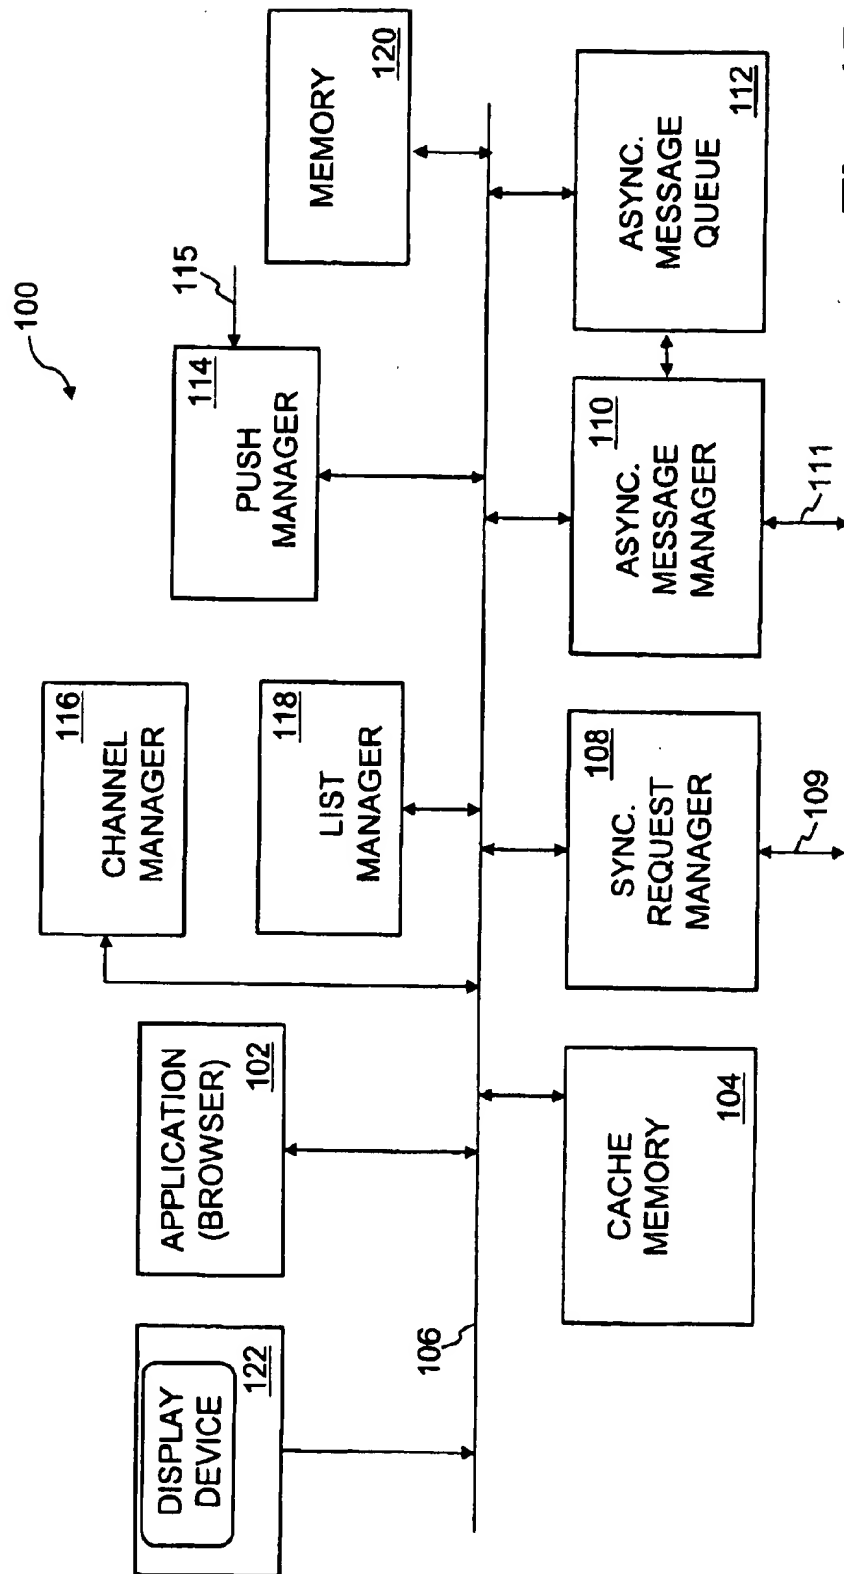 100
116
CHANNEL
MANAGER
118
LIST
MANAGER
114
PUSH
MANAGER
115
MEMORY
120
DISPLAY
DEVICE
122
APPLICATION
(BROWSER)
102
106
CACHE
MEMORY
104
108
SYNC.
REQUEST
MANAGER
109
110
ASYNC.
MESSAGE
MANAGER
111
ASYNC.
MESSAGE
QUEUE
112